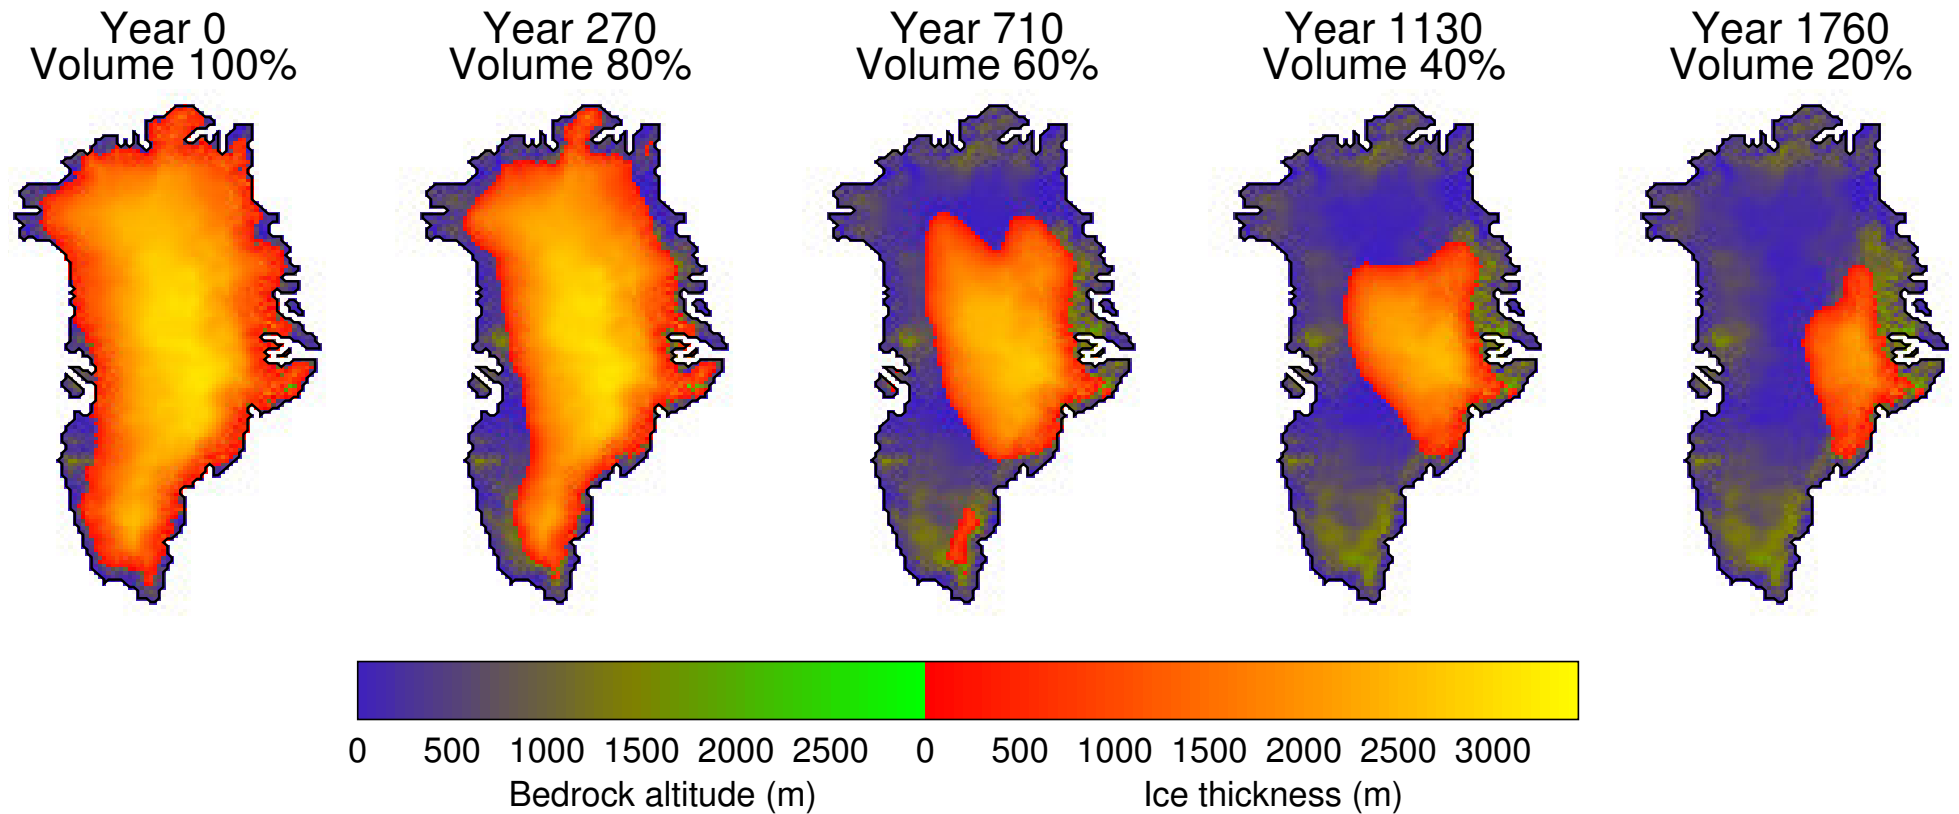 Year 0
Volume 100%
Year 270
Volume 80%
Year 710
Volume 60%
Year 1130
Volume 40%
Year 1760
Volume 20%
0 500 1000 1500 2000 2500 0 500 1000 1500 2000 2500 3000
Bedrock altitude (m)
Ice thickness (m)